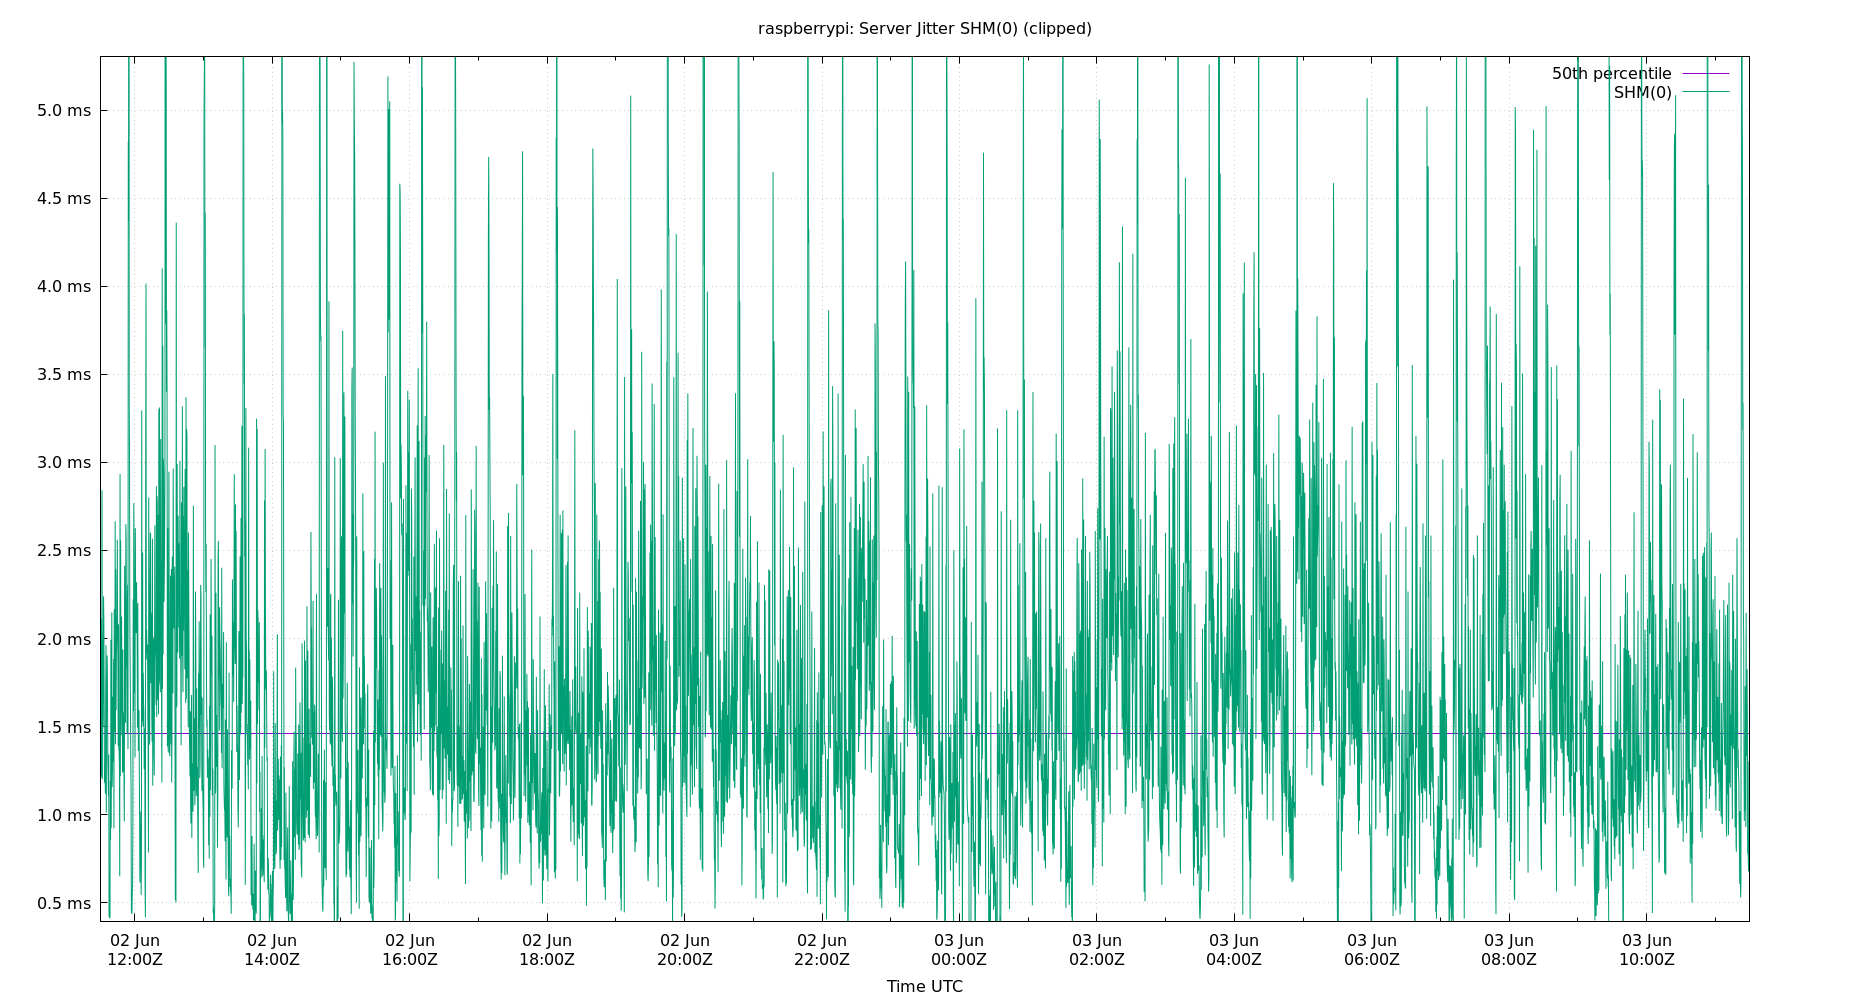 raspberrypi: Server Jitter SHM(0) (clipped)
50th percentile
SHM(0)
5.0 ms
4.5 ms
4.0 ms
3.5 ms
3.0 ms
2.5 ms
2.0 ms
1.5 ms
1.0 ms
0.5 ms
02 Jun 02 Jun 02 Jun 02 Jun 02 Jun 02 Jun 03 Jun 03 Jun 03 Jun 03 Jun 03 Jun 03 Jun
12:00Z 14:00Z 16:00Z 18:00Z 20:00Z 22:00Z 00:00Z 02:00Z 04:00Z 06:00Z 08:00Z 10:00Z
Time UTC